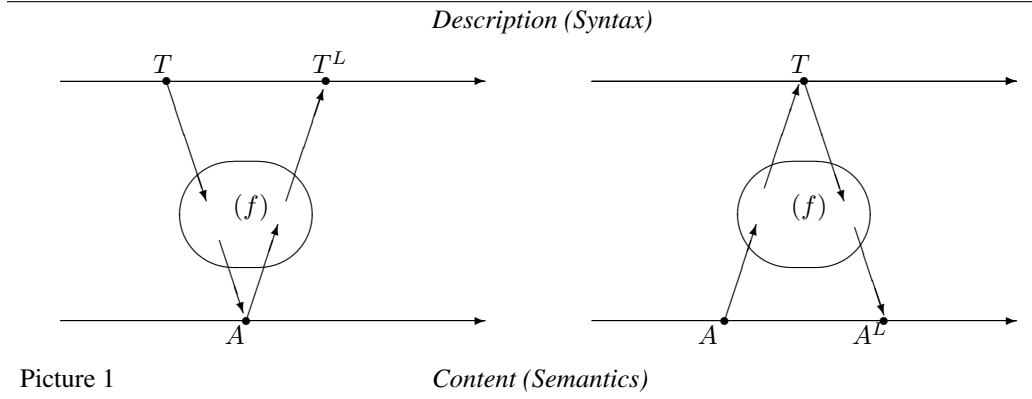 Description (Syntax)
T T^L T
(f) (f)
A A A^L
Picture 1 Content (Semantics)